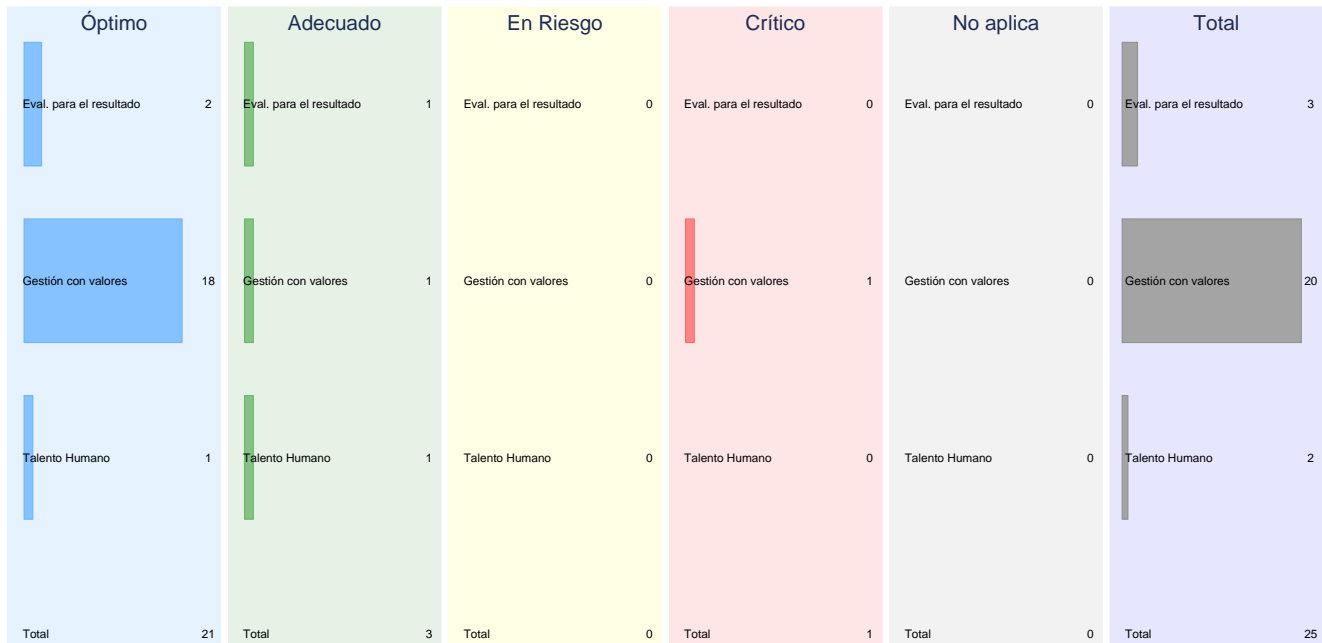 Óptimo Adecuado En Riesgo Crítico No aplica Total
Eval. para el resultado 2 Eval. para el resultado 1 Eval. para el resultado 0 Eval. para el resultado 0 Eval. para el resultado 0 Eval. para el resultado 3
Gestión con valores 18 Gestión con valores 1 Gestión con valores 0 Gestión con valores 1 Gestión con valores 0 Gestión con valores 20
Talento Humano 1 Talento Humano 1 Talento Humano 0 Talento Humano 0 Talento Humano 0 Talento Humano 2
Total 21 Total 3 Total 0 Total 1 Total 0 Total 25